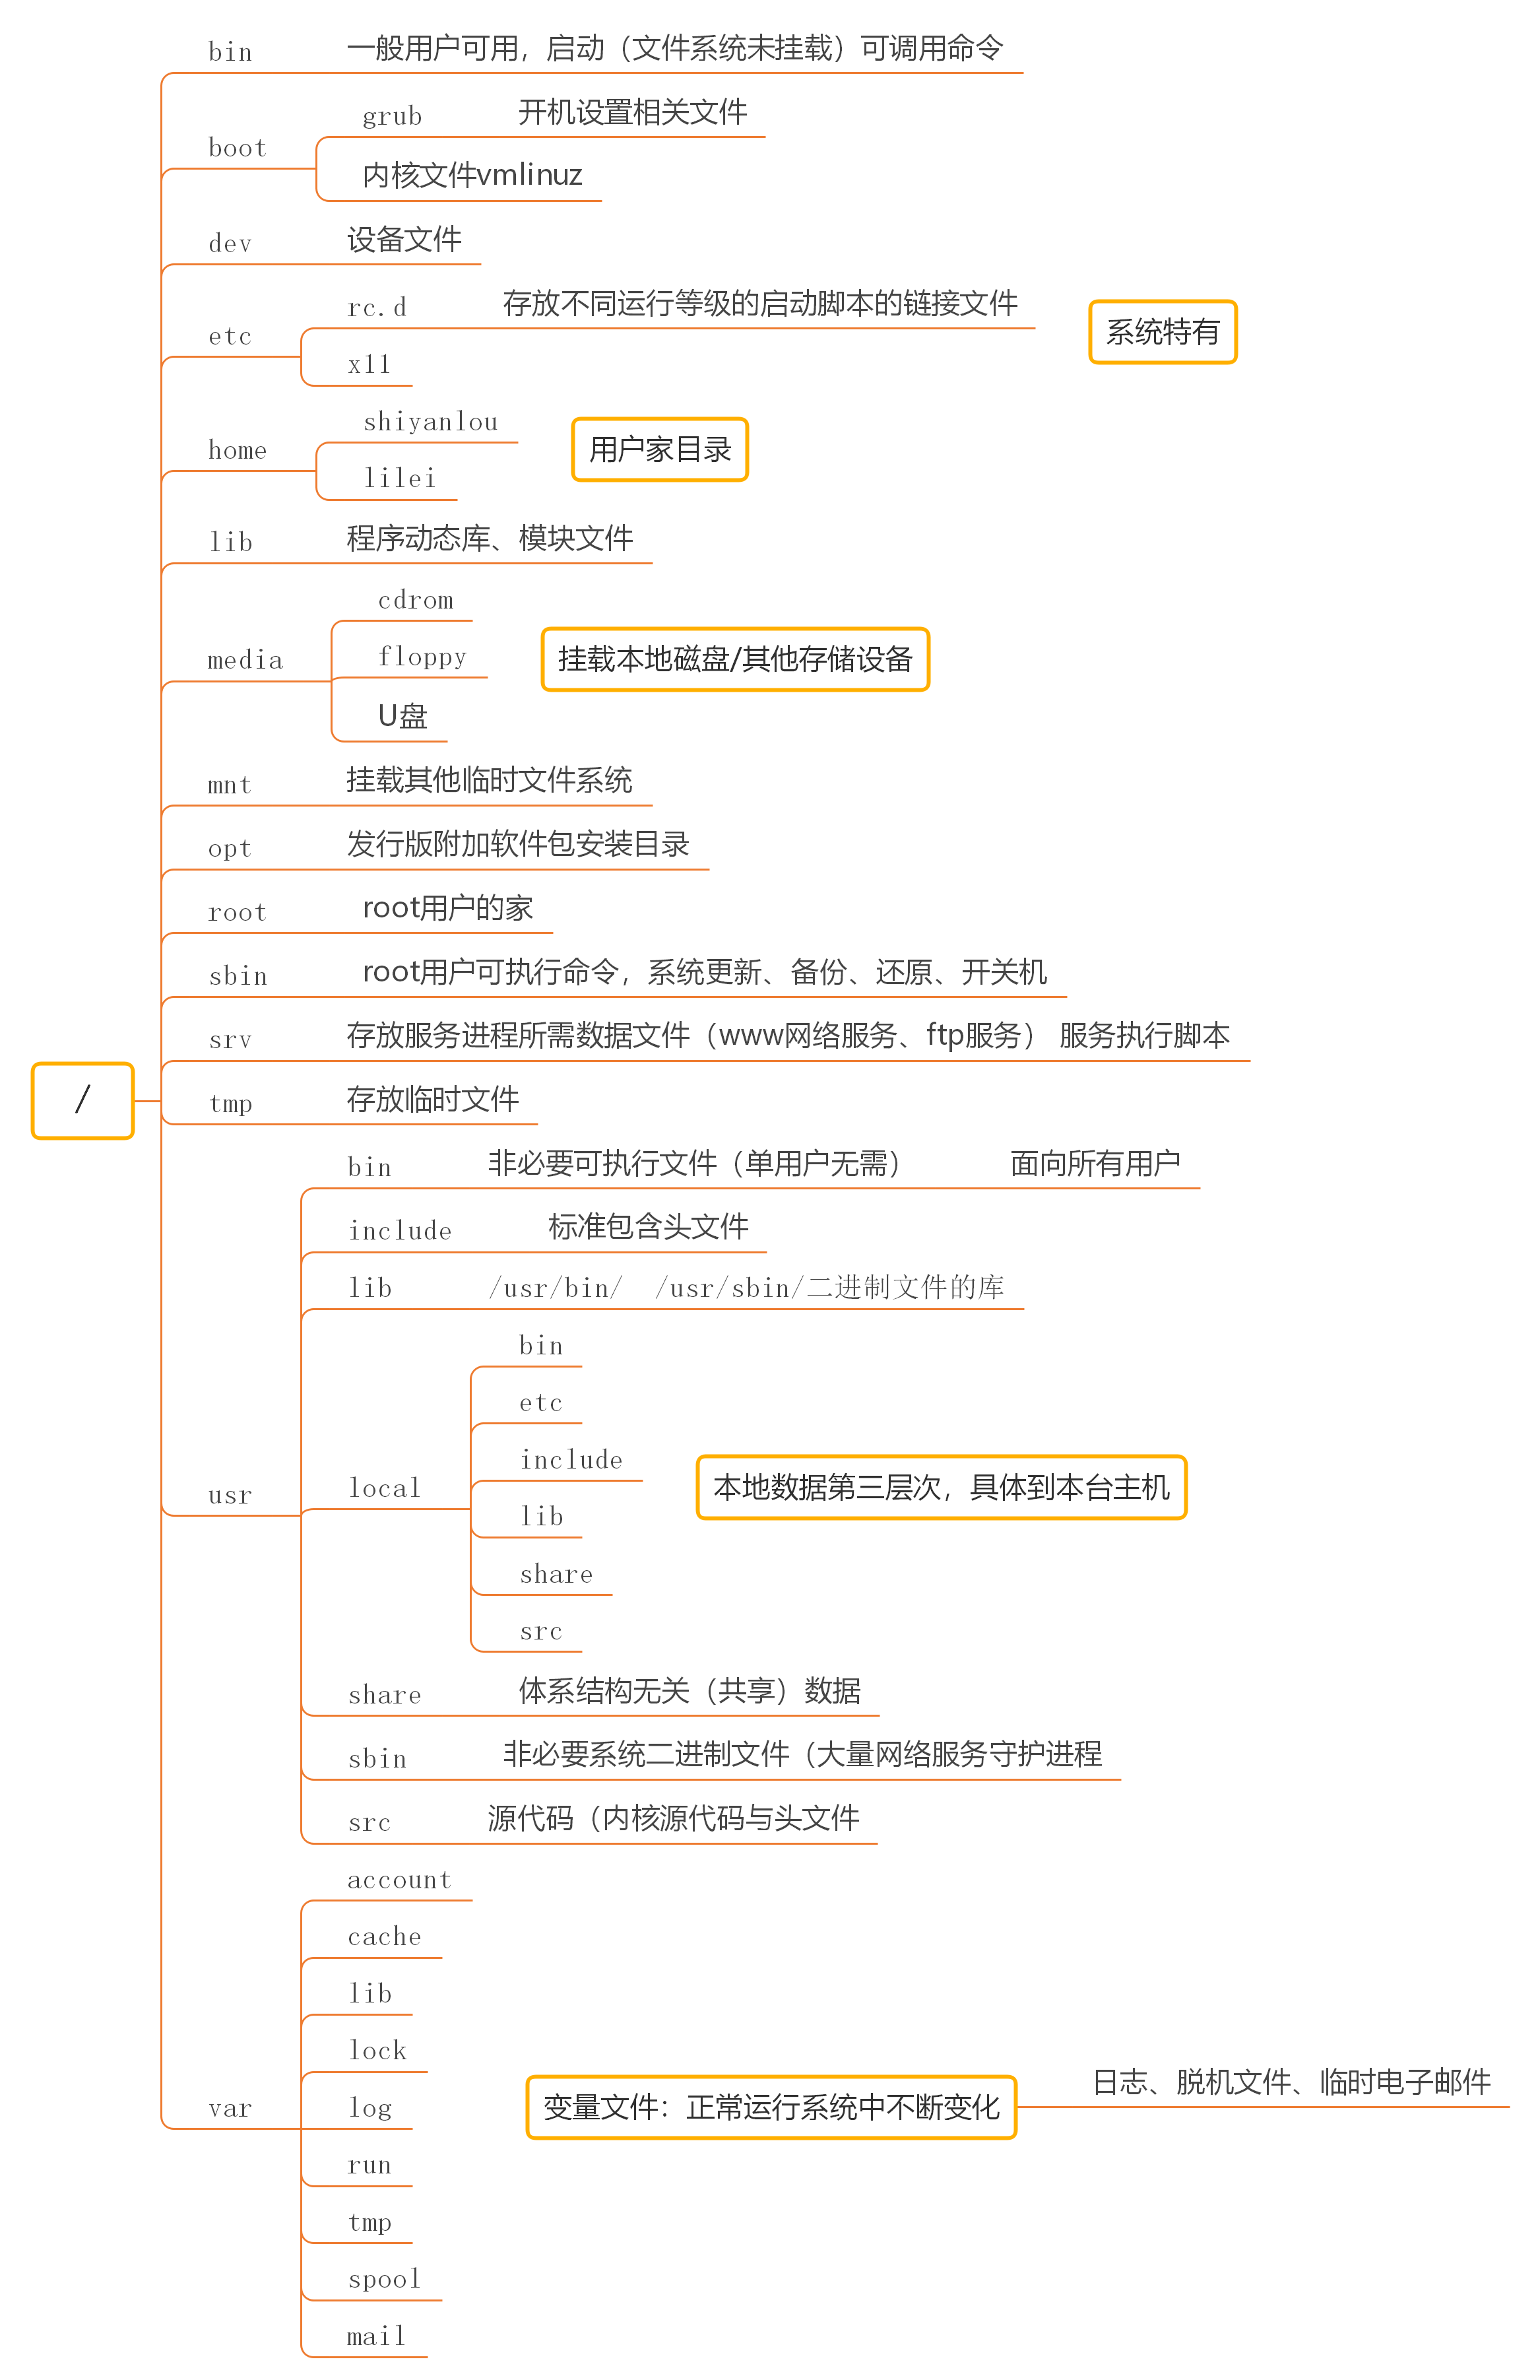 bin 一般用户可用，启动（文件系统未挂载）可调用命令
grub 开机设置相关文件
boot
内核文件vmlinuz
dev 设备文件
rc.d 存放不同运行等级的启动脚本的链接文件
etc
系统特有
x11
shiyanlou
home
用户家目录
lilei
lib 程序动态库、模块文件
cdrom
media
floppy
挂载本地磁盘/其他存储设备
U盘
mnt 挂载其他临时文件系统
opt 发行版附加软件包安装目录
root root用户的家
sbin root用户可执行命令，系统更新、备份、还原、开关机
srv 存放服务进程所需数据文件（www网络服务、ftp服务） 服务执行脚本
/
tmp 存放临时文件
bin 非必要可执行文件（单用户无需） 面向所有用户
include 标准包含头文件
lib /usr/bin/ /usr/sbin/二进制文件的库
bin
etc
include
usr
local
本地数据第三层次，具体到本台主机
lib
share
src
share 体系结构无关（共享）数据
sbin 非必要系统二进制文件（大量网络服务守护进程
src 源代码（内核源代码与头文件
account
cache
lib
lock
var
log
变量文件：正常运行系统中不断变化
日志、脱机文件、临时电子邮件
run
tmp
spool
mail